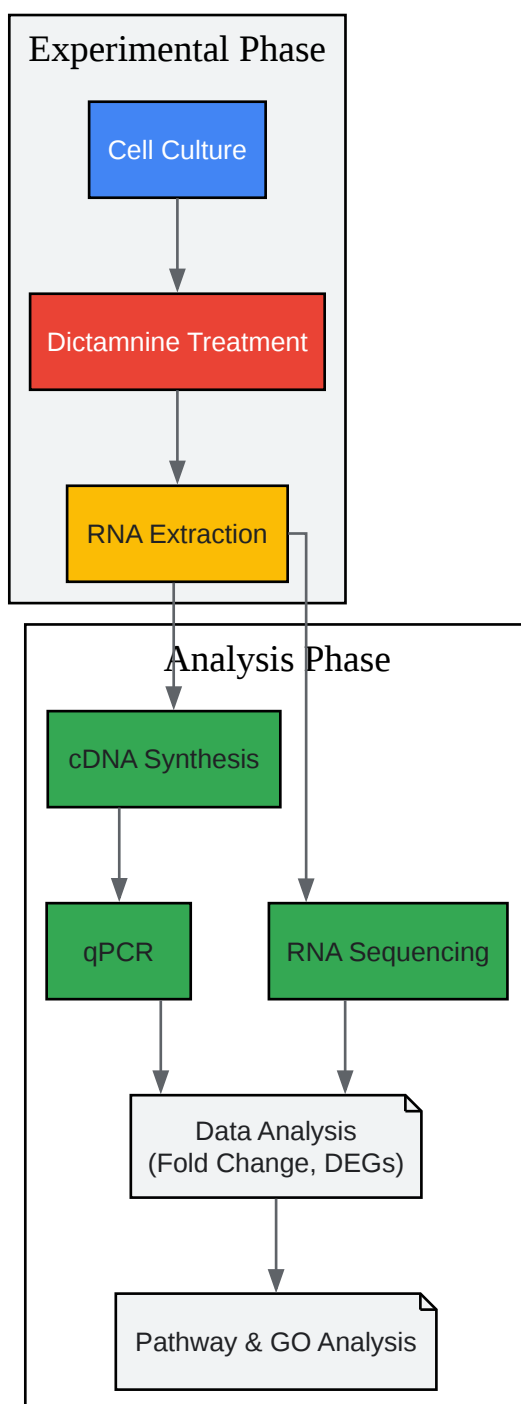 Experimental Phase
Cell Culture
Dictamnine Treatment
RNA Extraction
Analysis Phase
cDNA Synthesis
qPCR
RNA Sequencing
Data Analysis
(Fold Change, DEGs)
Pathway & GO Analysis